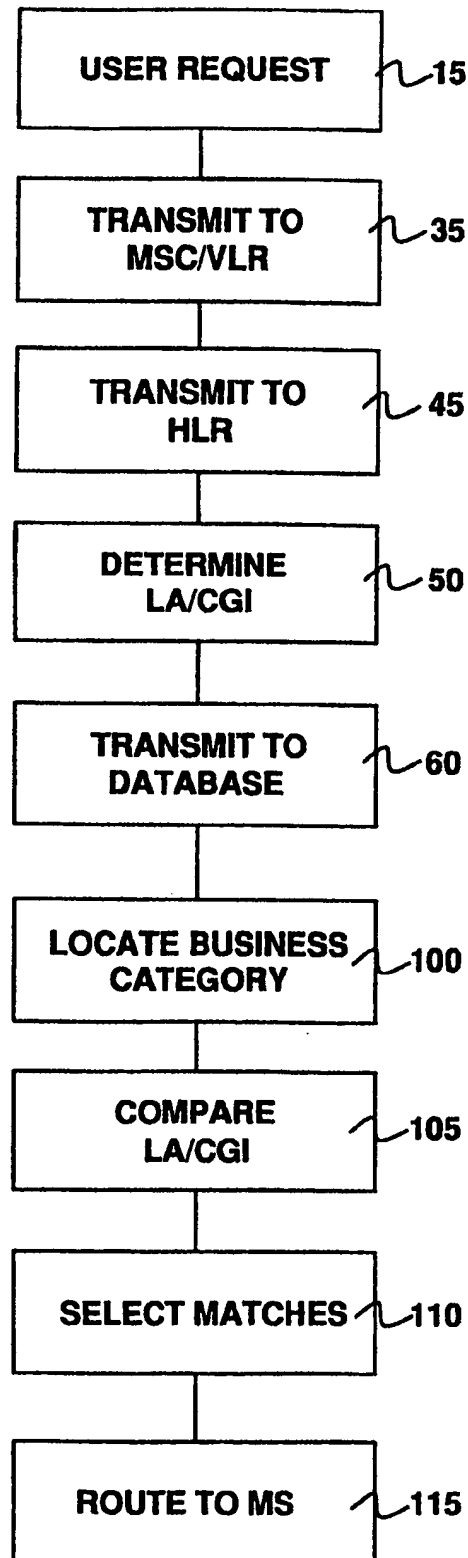 USER REQUEST 15
TRANSMIT TO
MSC/VLR 35
TRANSMIT TO
HLR 45
DETERMINE
LA/CGI 50
TRANSMIT TO
DATABASE 60
LOCATE BUSINESS
CATEGORY 100
COMPARE
LA/CGI 105
SELECT MATCHES 110
ROUTE TO MS 115